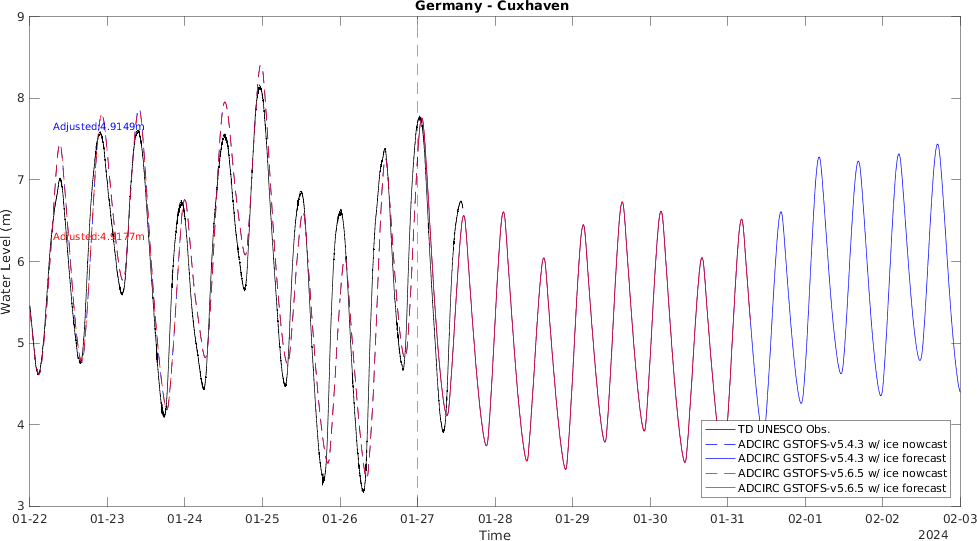 Germany - Cuxhaven
9
8
7
6
5
4
3
Water Level (m)
Adjusted:4.9149m
Adjusted:4.9177m
TD UNESCO Obs.
ADCIRC GSTOFS-v5.4.3 w/ ice nowcast
ADCIRC GSTOFS-v5.4.3 w/ ice forecast
ADCIRC GSTOFS-v5.6.5 w/ ice nowcast
ADCIRC GSTOFS-v5.6.5 w/ ice forecast
01-22 01-23 01-24 01-25 01-26 01-27 01-28 01-29 01-30 01-31 02-01 02-02 02-03
Time
2024